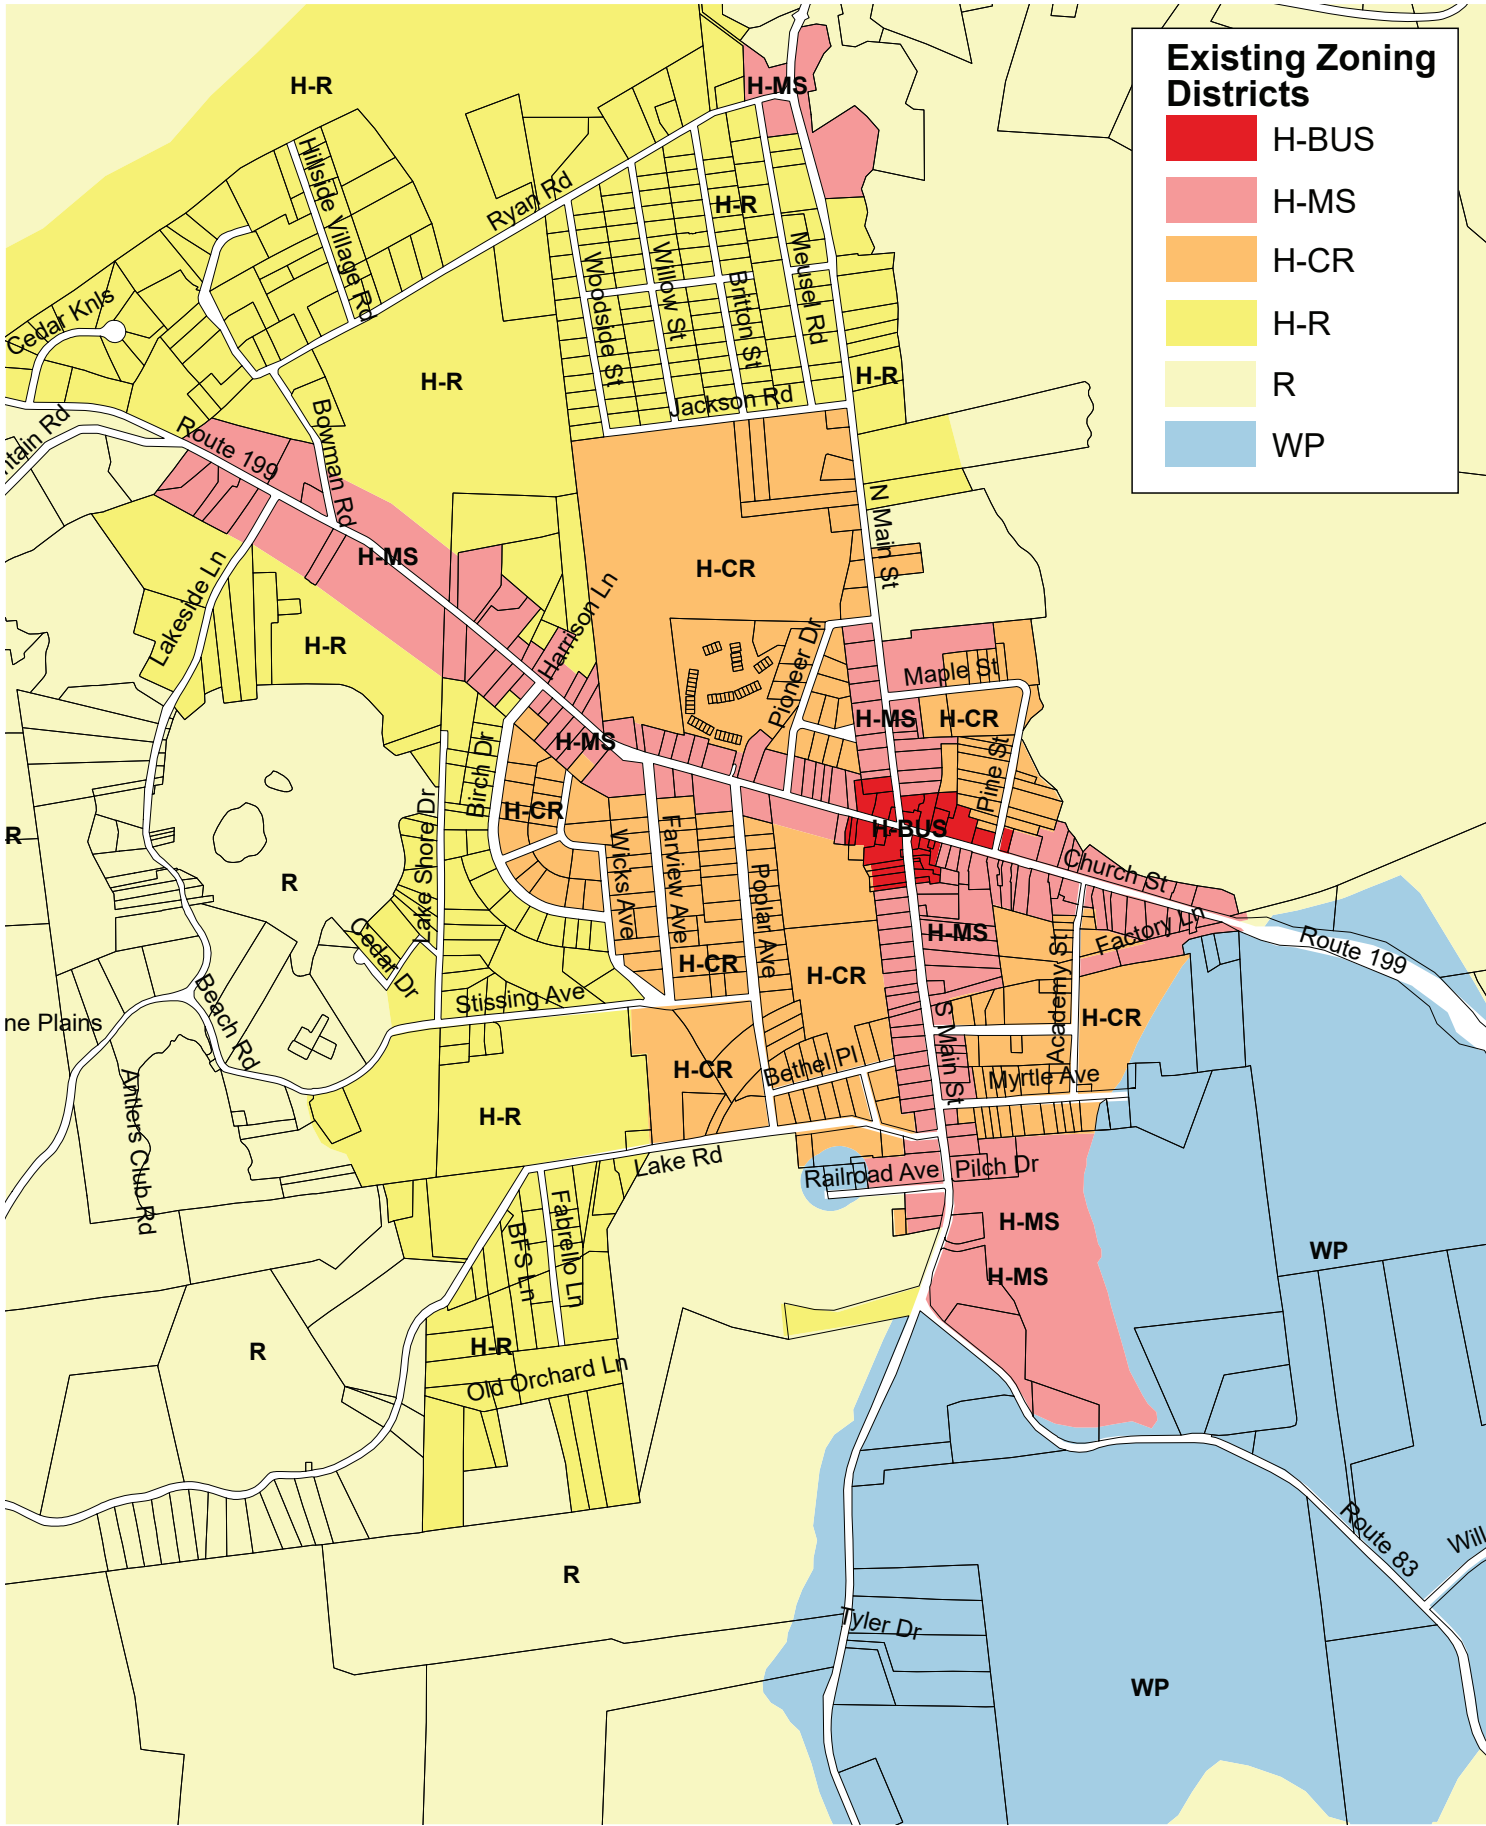 Existing Zoning
Districts
H-BUS
H-MS
H-CR
H-R
R
WP
H-R
H-MS
Hillside Village Rd
Ryan Rd
H-R
Woodside St
Willow St
Britton St
Meusel Rd
Cedar Knls
H-R
H-R
Jackson Rd
Bowman Rd
Route 199
ntain Rd
N Main St
H-MS
H-CR
Lakeside Ln
Harrison Ln
H-R
Pioneer Dr
Maple St
H-MS
H-CR
H-MS
Birch Dr
Pine St
H-CR
H-BUS
R
Lake Shore Dr
Wicks Ave
Farview Ave
Poplar Ave
Church St
R
H-MS
Factory Ln
Academy St
Route 199
Cedar Dr
H-CR
H-CR
Stissing Ave
Beach Rd
ne Plains
S Main St
H-CR
H-CR
Bethel Pl
Myrtle Ave
Antlers Club Rd
H-R
Lake Rd
Railroad Ave
Pilch Dr
BFS Ln
Fabrello Ln
H-MS
WP
H-MS
R
H-R
Old Orchard Ln
Route 83
Will
R
Tyler Dr
WP